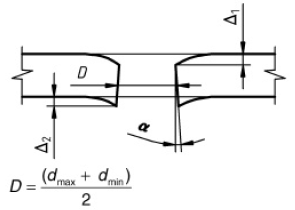 Δ₁
D
Δ₂
α
D = (dmax + dmin) / 2